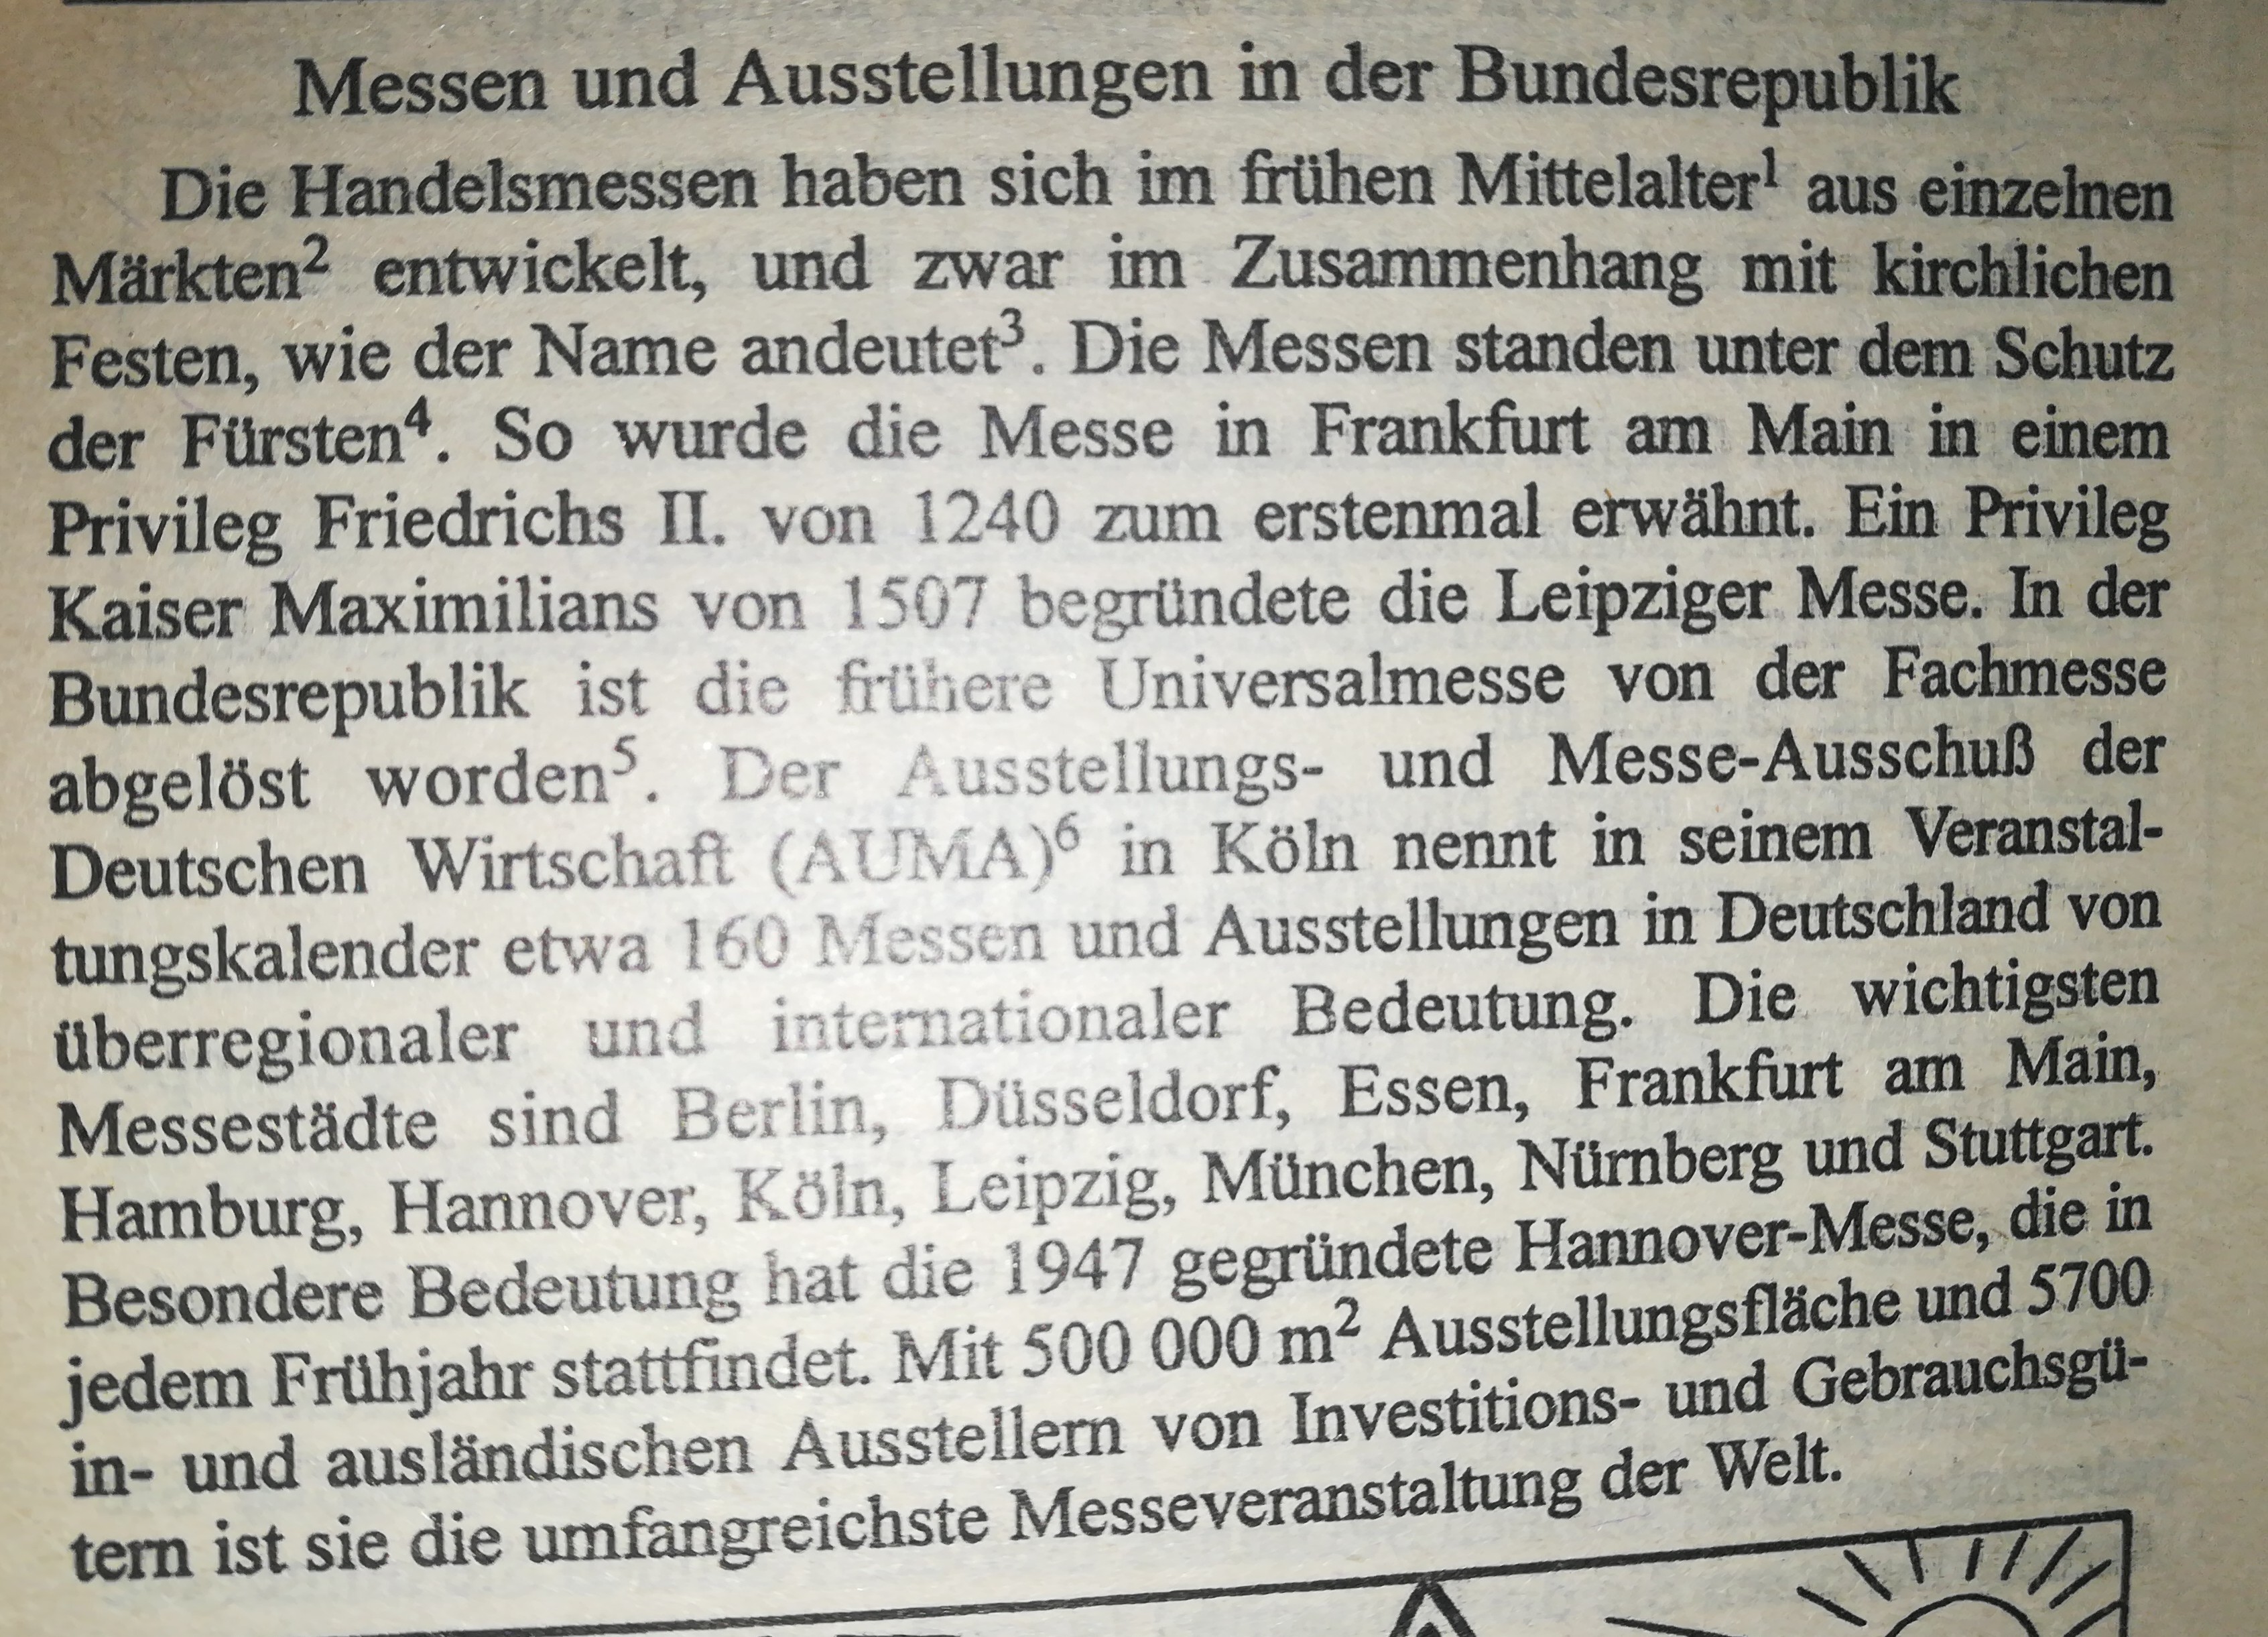 Messen und Ausstellungen in der Bundesrepublik
Die Handelsmessen haben sich im frühen Mittelalter¹ aus einzelnen
Märkten² entwickelt, und zwar im Zusammenhang mit kirchlichen
Festen, wie der Name andeutet³. Die Messen standen unter dem Schutz
der Fürsten⁴. So wurde die Messe in Frankfurt am Main in einem
Privileg Friedrichs II. von 1240 zum erstenmal erwähnt. Ein Privileg
Kaiser Maximilians von 1507 begründete die Leipziger Messe. In der
Bundesrepublik ist die frühere Universalmesse von der Fachmesse
abgelöst worden⁵. Der Ausstellungs- und Messe-Ausschuß der
Deutschen Wirtschaft (AUMA)⁶ in Köln nennt in seinem Veranstal-
tungskalender etwa 160 Messen und Ausstellungen in Deutschland von
überregionaler und internationaler Bedeutung. Die wichtigsten
Messestädte sind Berlin, Düsseldorf, Essen, Frankfurt am Main,
Hamburg, Hannover, Köln, Leipzig, München, Nürnberg und Stuttgart.
Besondere Bedeutung hat die 1947 gegründete Hannover-Messe, die in
jedem Frühjahr stattfindet. Mit 500 000 m² Ausstellungsfläche und 5700
in- und ausländischen Ausstellern von Investitions- und Gebrauchsgü-
tern ist sie die umfangreichste Messeveranstaltung der Welt.